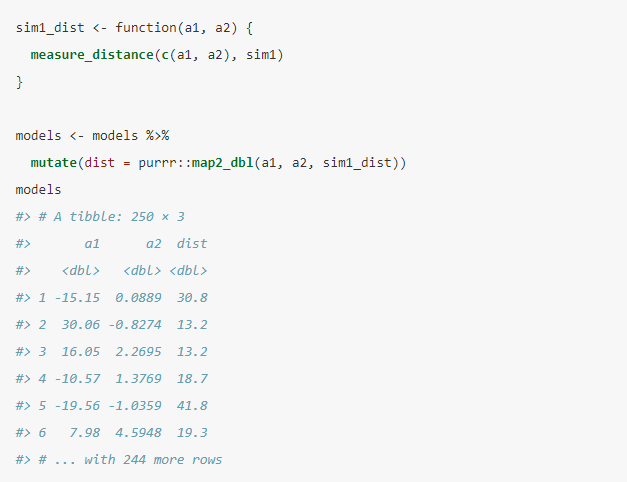 sim1_dist <- function(a1, a2) {
  measure_distance(c(a1, a2), sim1)
}

models <- models %>%
  mutate(dist = purrr::map2_dbl(a1, a2, sim1_dist))
models
#> # A tibble: 250 × 3
#>       a1      a2  dist
#>    <dbl>   <dbl> <dbl>
#> 1 -15.15  0.0889  30.8
#> 2  30.06 -0.8274  13.2
#> 3  16.05  2.2695  13.2
#> 4 -10.57  1.3769  18.7
#> 5 -19.56 -1.0359  41.8
#> 6   7.98  4.5948  19.3
#> # ... with 244 more rows